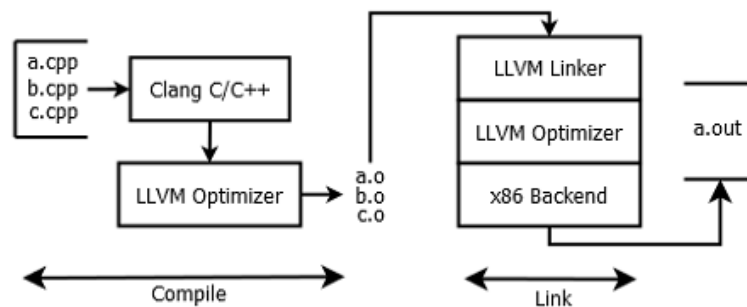 a.cpp
b.cpp
c.cpp
Clang C/C++
LLVM Optimizer
a.o
b.o
c.o
LLVM Linker
LLVM Optimizer
x86 Backend
a.out
Compile
Link